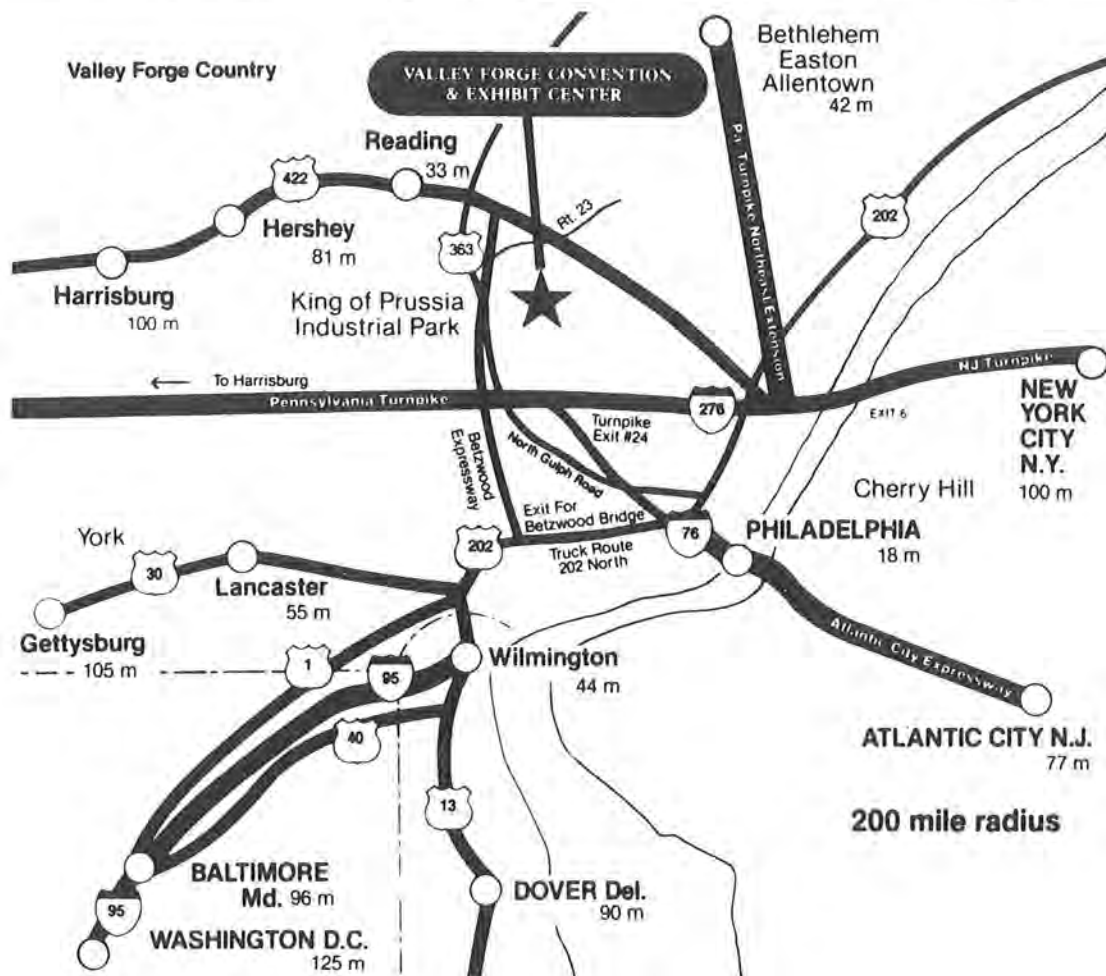 Valley Forge Country
VALLEY FORGE CONVENTION
& EXHIBIT CENTER
Bethlehem
Easton
Allentown
42 m
Reading
33 m
422
Hershey
81 m
Harrisburg
100 m
363
Rt. 23
King of Prussia
Industrial Park
Pa. Turnpike Northeast Extension
202
To Harrisburg
Pennsylvania Turnpike
Turnpike
Exit #24
276
NJ Turnpike
Exit 6
NEW
YORK
CITY
N.Y.
100 m
Betzwood
Expressway
North Gulph Road
Exit For
Betzwood Bridge
Cherry Hill
202
Truck Route
202 North
76
PHILADELPHIA
18 m
York
30
Lancaster
55 m
Gettysburg
105 m
1
95
Wilmington
44 m
Atlantic City Expressway
40
ATLANTIC CITY N.J.
77 m
13
200 mile radius
BALTIMORE
Md. 96 m
DOVER Del.
90 m
95
WASHINGTON D.C.
125 m